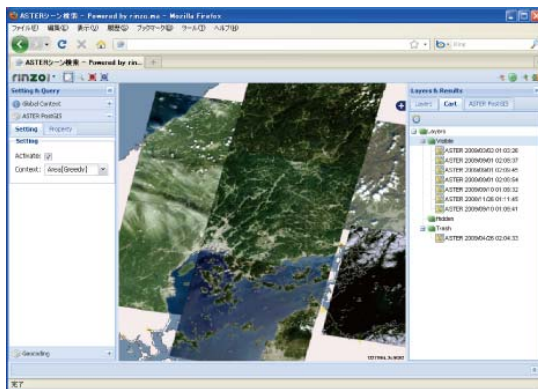 ASTERシーン検索 - Powered by rinzo.me - Mozilla Firefox
ファイル(F) 編集(E) 表示(V) 履歴(S) ブックマーク(B) ツール(T) ヘルプ(H)
ASTERシーン検索 - Powered by rin...
rinzo!
Setting & Query
Global Context
ASTER PostGIS
Setting Property
Setting
Activate:
Context: Area[Greedy]
Geocoding
Layers & Results
Layers Cart ASTER PostGIS
Layers
Visible
ASTER 2009/03/02 01:03:26
ASTER 2009/09/01 02:05:37
ASTER 2009/09/01 02:05:45
ASTER 2009/09/01 02:05:54
ASTER 2009/09/10 01:09:32
ASTER 2009/11/26 01:11:45
ASTER 2009/09/10 01:09:41
Hidden
Trash
ASTER 2009/04/26 02:04:33
完了